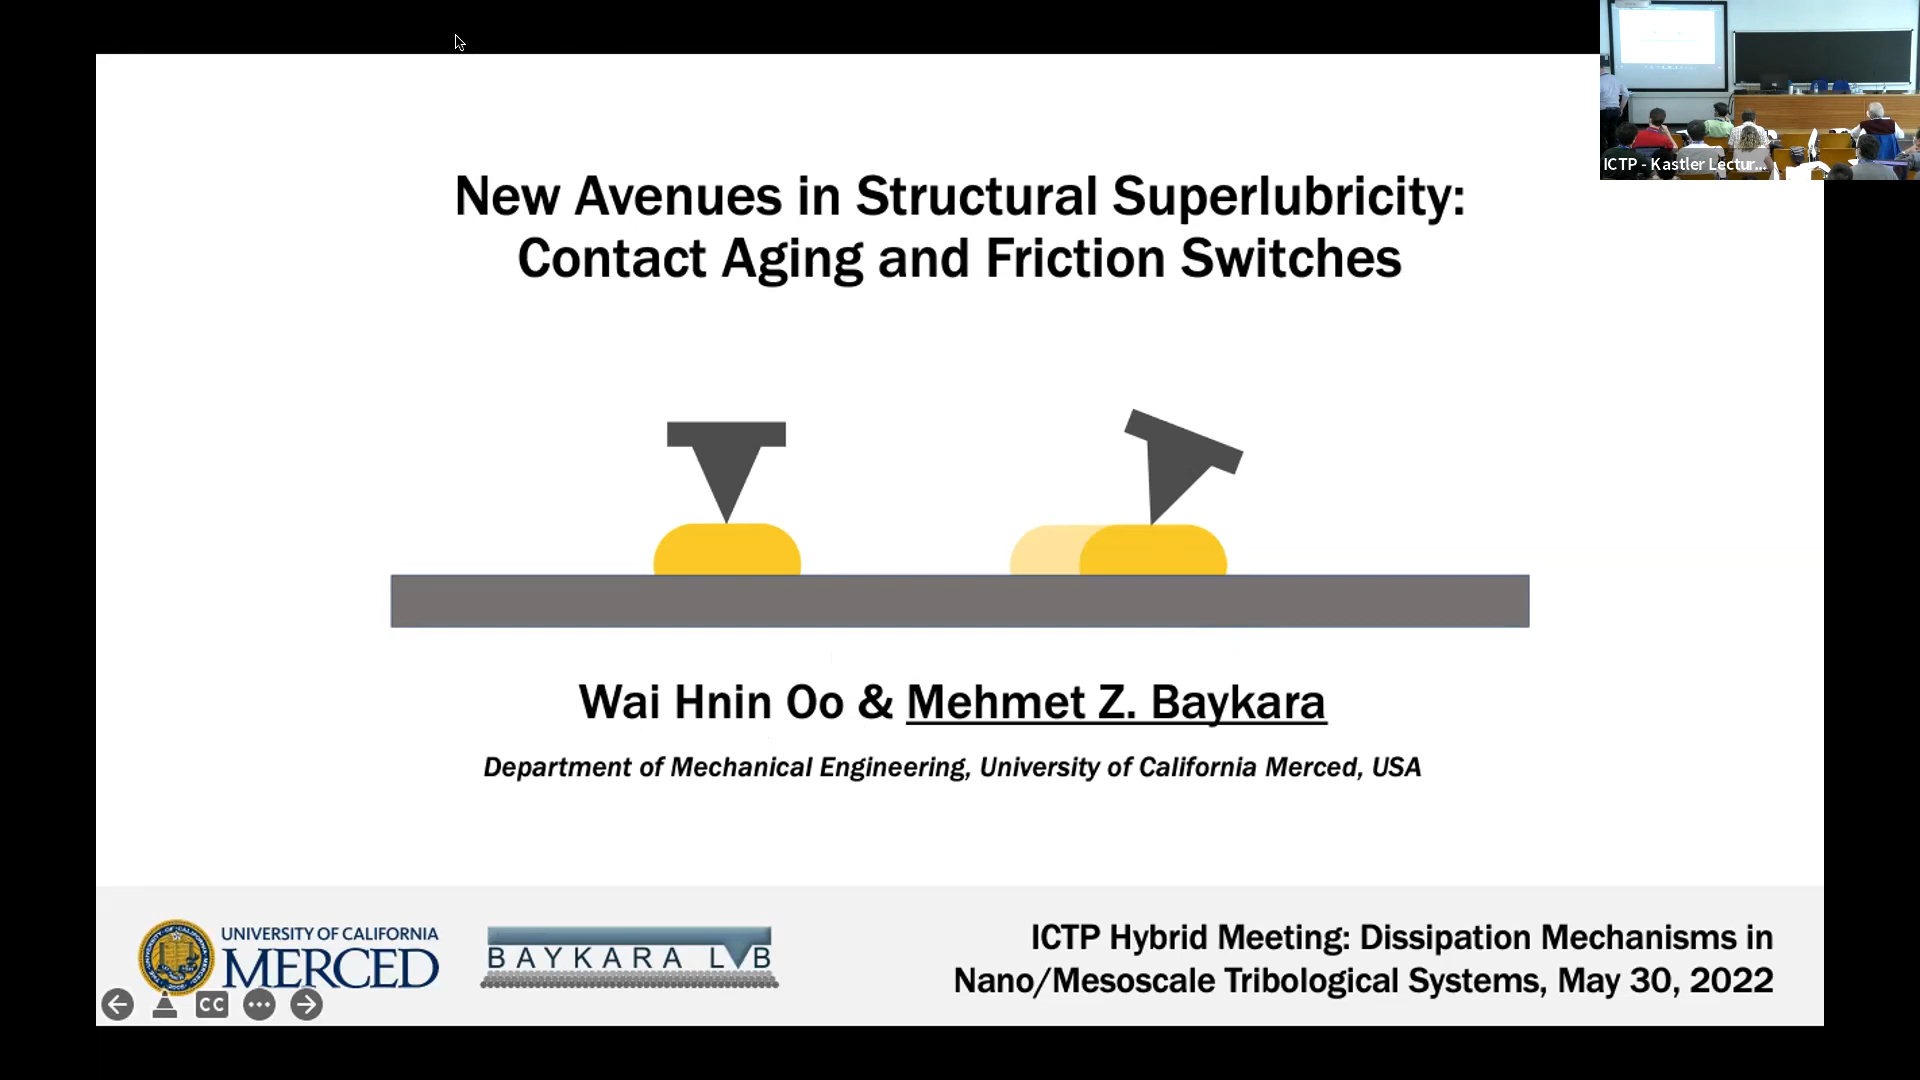 ICTP - Kastler Lectur...
New Avenues in Structural Superlubricity:
Contact Aging and Friction Switches
Wai Hnin Oo & Mehmet Z. Baykara
Department of Mechanical Engineering, University of California Merced, USA
UNIVERSITY OF CALIFORNIA
MERCED
BAYKARA L B
ICTP Hybrid Meeting: Dissipation Mechanisms in
Nano/Mesoscale Tribological Systems, May 30, 2022
CC